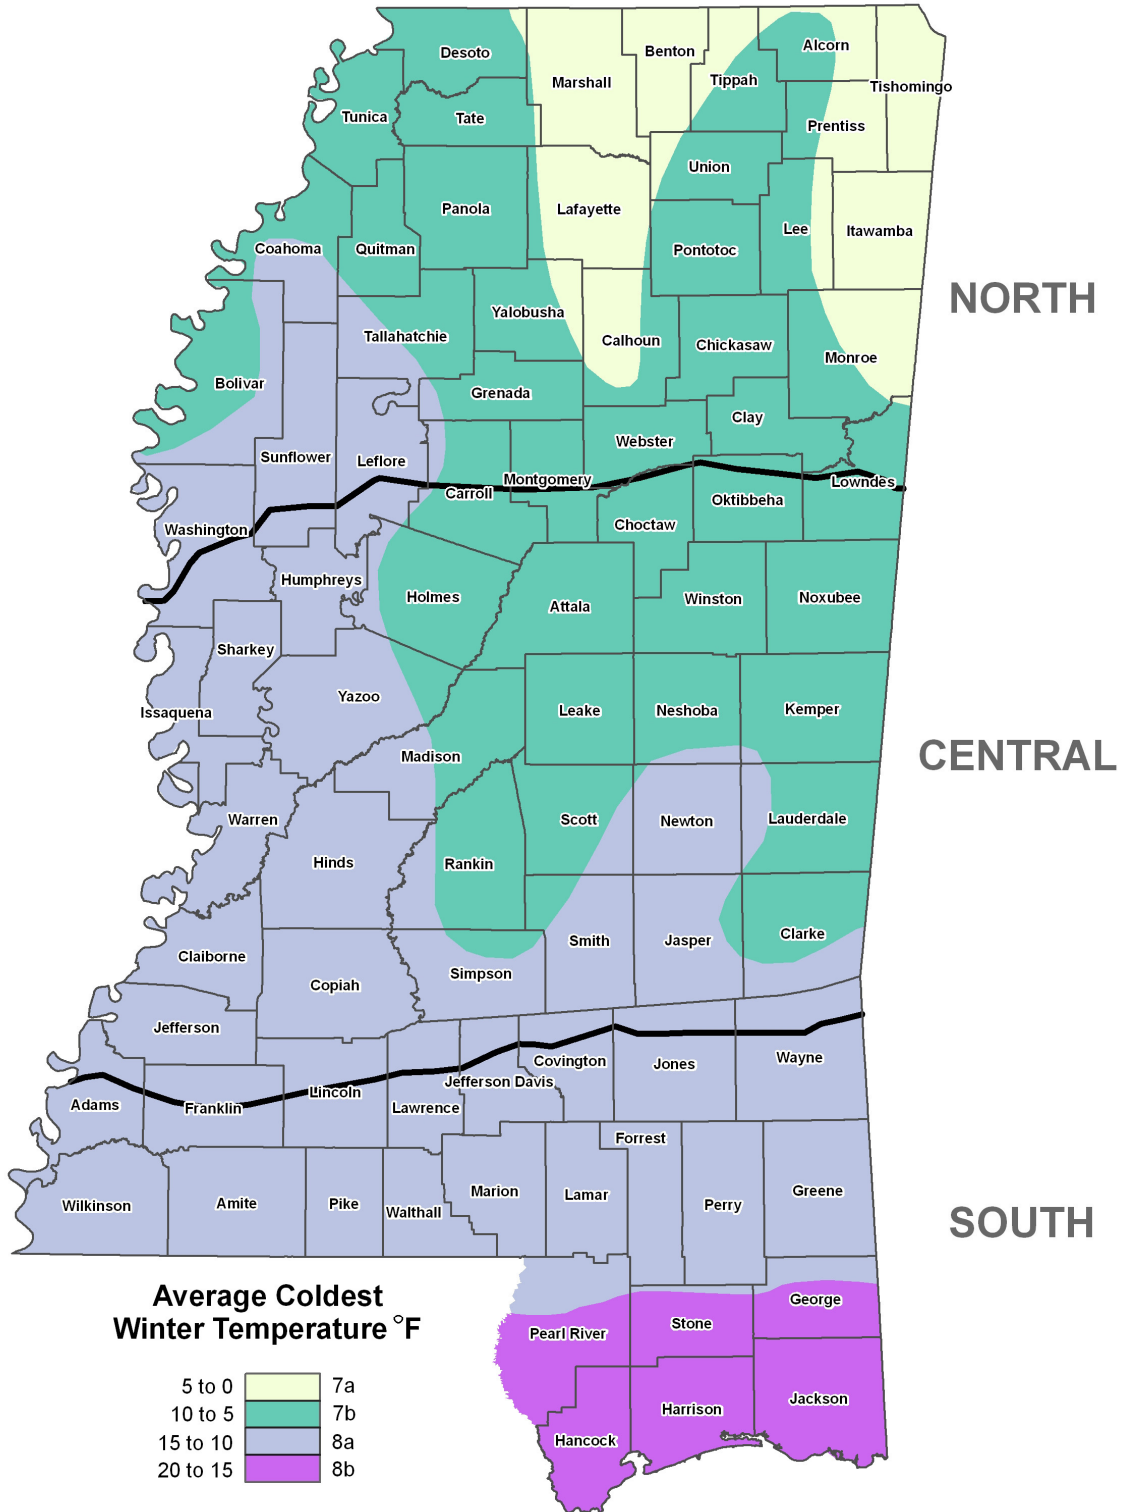 Desoto
Marshall
Benton
Tippah
Alcorn
Tishomingo
Tunica
Tate
Prentiss
Union
Panola
Lafayette
Lee
Itawamba
Coahoma
Quitman
Pontotoc
NORTH
Yalobusha
Tallahatchie
Calhoun
Chickasaw
Monroe
Bolivar
Grenada
Clay
Webster
Sunflower
Leflore
Montgomery
Lowndes
Carroll
Oktibbeha
Washington
Choctaw
Humphreys
Holmes
Attala
Winston
Noxubee
Sharkey
Yazoo
Issaquena
Leake
Neshoba
Kemper
Madison
CENTRAL
Warren
Scott
Newton
Lauderdale
Hinds
Rankin
Claiborne
Smith
Jasper
Clarke
Copiah
Simpson
Jefferson
Covington
Jones
Wayne
Jefferson Davis
Adams
Franklin
Lincoln
Lawrence
Forrest
Wilkinson
Amite
Pike
Walthall
Marion
Lamar
Perry
Greene
SOUTH
Average Coldest
Winter Temperature °F
George
Pearl River
Stone
5 to 0 7a
10 to 5 7b
15 to 10 8a
20 to 15 8b
Jackson
Harrison
Hancock